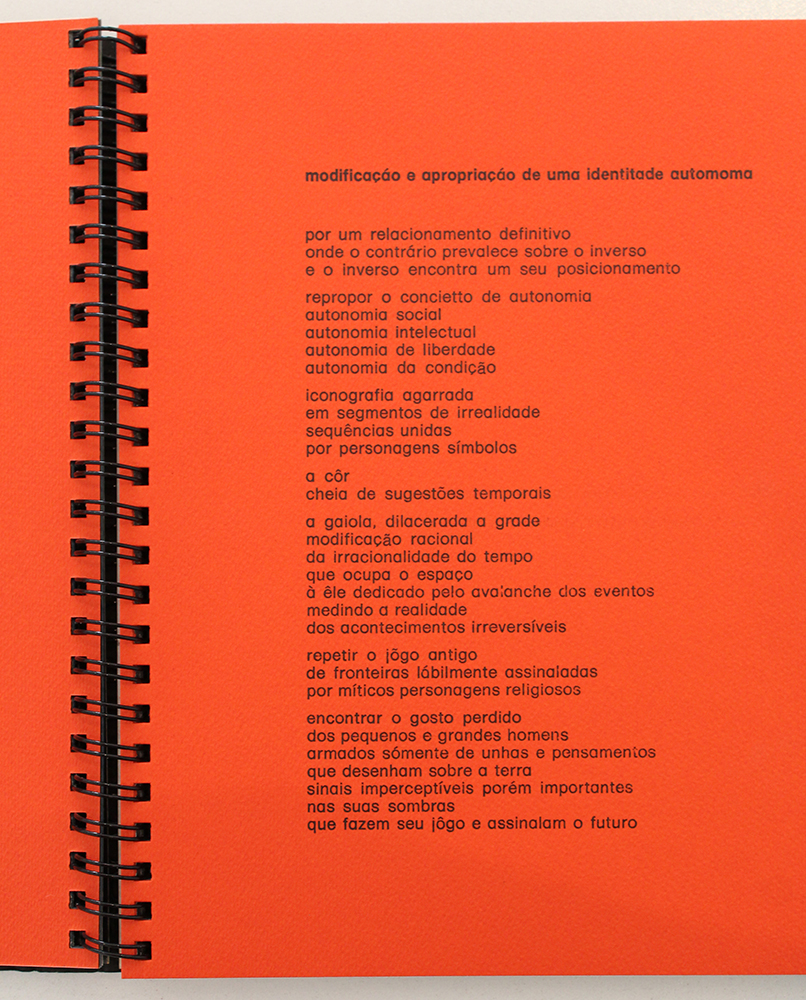 modificaçáo e apropriaçáo de uma identitade automoma
por um relacionamento definitivo
onde o contrário prevalece sobre o inverso
e o inverso encontra um seu posicionamento
repropor o concietto de autonomia
autonomia social
autonomia intelectual
autonomia de liberdade
autonomia da condição
iconografia agarrada
em segmentos de irrealidade
sequências unidas
por personagens símbolos
a côr
cheia de sugestões temporais
a gaiola, dilacerada a grade
modificação racional
da irracionalidade do tempo
que ocupa o espaço
à êle dedicado pelo avalanche dos eventos
medindo a realidade
dos acontecimentos irreversíveis
repetir o jõgo antigo
de fronteiras lábilmente assinaladas
por míticos personagens religiosos
encontrar o gosto perdido
dos pequenos e grandes homens
armados sómente de unhas e pensamentos
que desenham sobre a terra
sinais imperceptíveis porém importantes
nas suas sombras
que fazem seu jôgo e assinalam o futuro